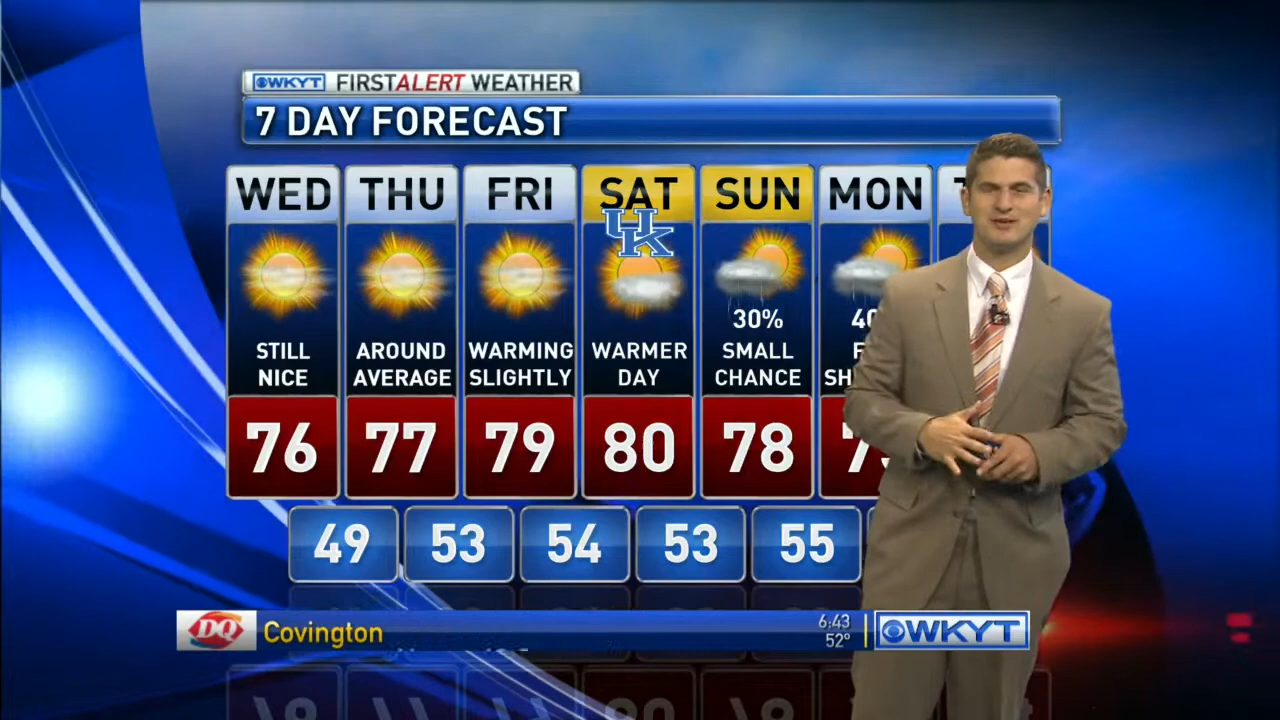 WKYT FIRSTALERT WEATHER
7 DAY FORECAST
WED THU FRI SAT SUN MON
UK
30%
STILL NICE
AROUND AVERAGE
WARMING SLIGHTLY
WARMER DAY
SMALL CHANCE
76 77 79 80 78
49 53 54 53 55
DQ Covington 6:43 52° WKYT